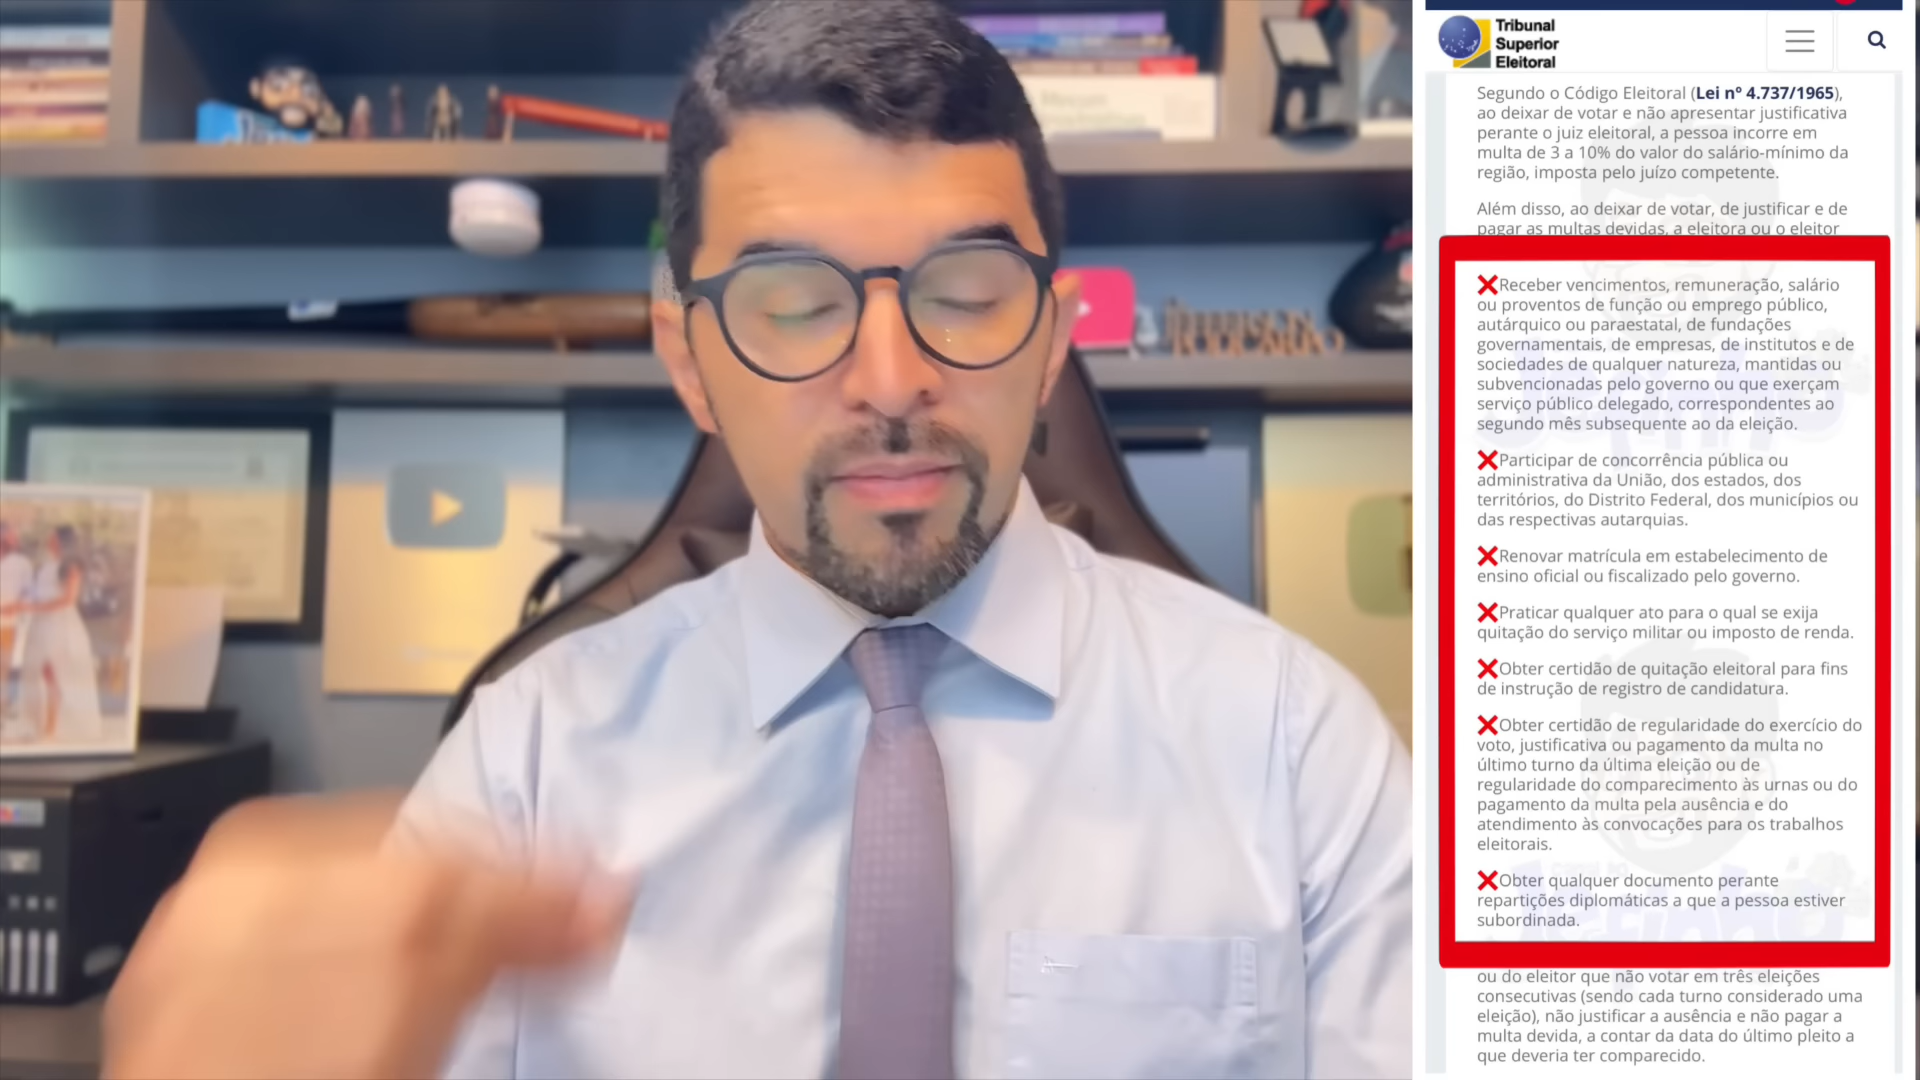 Tribunal
Superior
Eleitoral
Segundo o Código Eleitoral (Lei nº 4.737/1965),
ao deixar de votar e não apresentar justificativa
perante o juiz eleitoral, a pessoa incorre em
multa de 3 a 10% do valor do salário-mínimo da
região, imposta pelo juízo competente.
Além disso, ao deixar de votar, de justificar e de
pagar as multas devidas, a eleitora ou o eleitor
❌Receber vencimentos, remuneração, salário
ou proventos de função ou emprego público,
autárquico ou paraestatal, de fundações
governamentais, de empresas, de institutos e de
sociedades de qualquer natureza, mantidas ou
subvencionadas pelo governo ou que exerçam
serviço público delegado, correspondentes ao
segundo mês subsequente ao da eleição.
❌Participar de concorrência pública ou
administrativa da União, dos estados, dos
territórios, do Distrito Federal, dos municípios ou
das respectivas autarquias.
❌Renovar matrícula em estabelecimento de
ensino oficial ou fiscalizado pelo governo.
❌Praticar qualquer ato para o qual se exija
quitação do serviço militar ou imposto de renda.
❌Obter certidão de quitação eleitoral para fins
de instrução de registro de candidatura.
❌Obter certidão de regularidade do exercício do
voto, justificativa ou pagamento da multa no
último turno da última eleição ou de
regularidade do comparecimento às urnas ou do
pagamento da multa pela ausência e do
atendimento às convocações para os trabalhos
eleitorais.
❌Obter qualquer documento perante
repartições diplomáticas a que a pessoa estiver
subordinada.
ou do eleitor que não votar em três eleições
consecutivas (sendo cada turno considerado uma
eleição), não justificar a ausência e não pagar a
multa devida, a contar da data do último pleito a
que deveria ter comparecido.